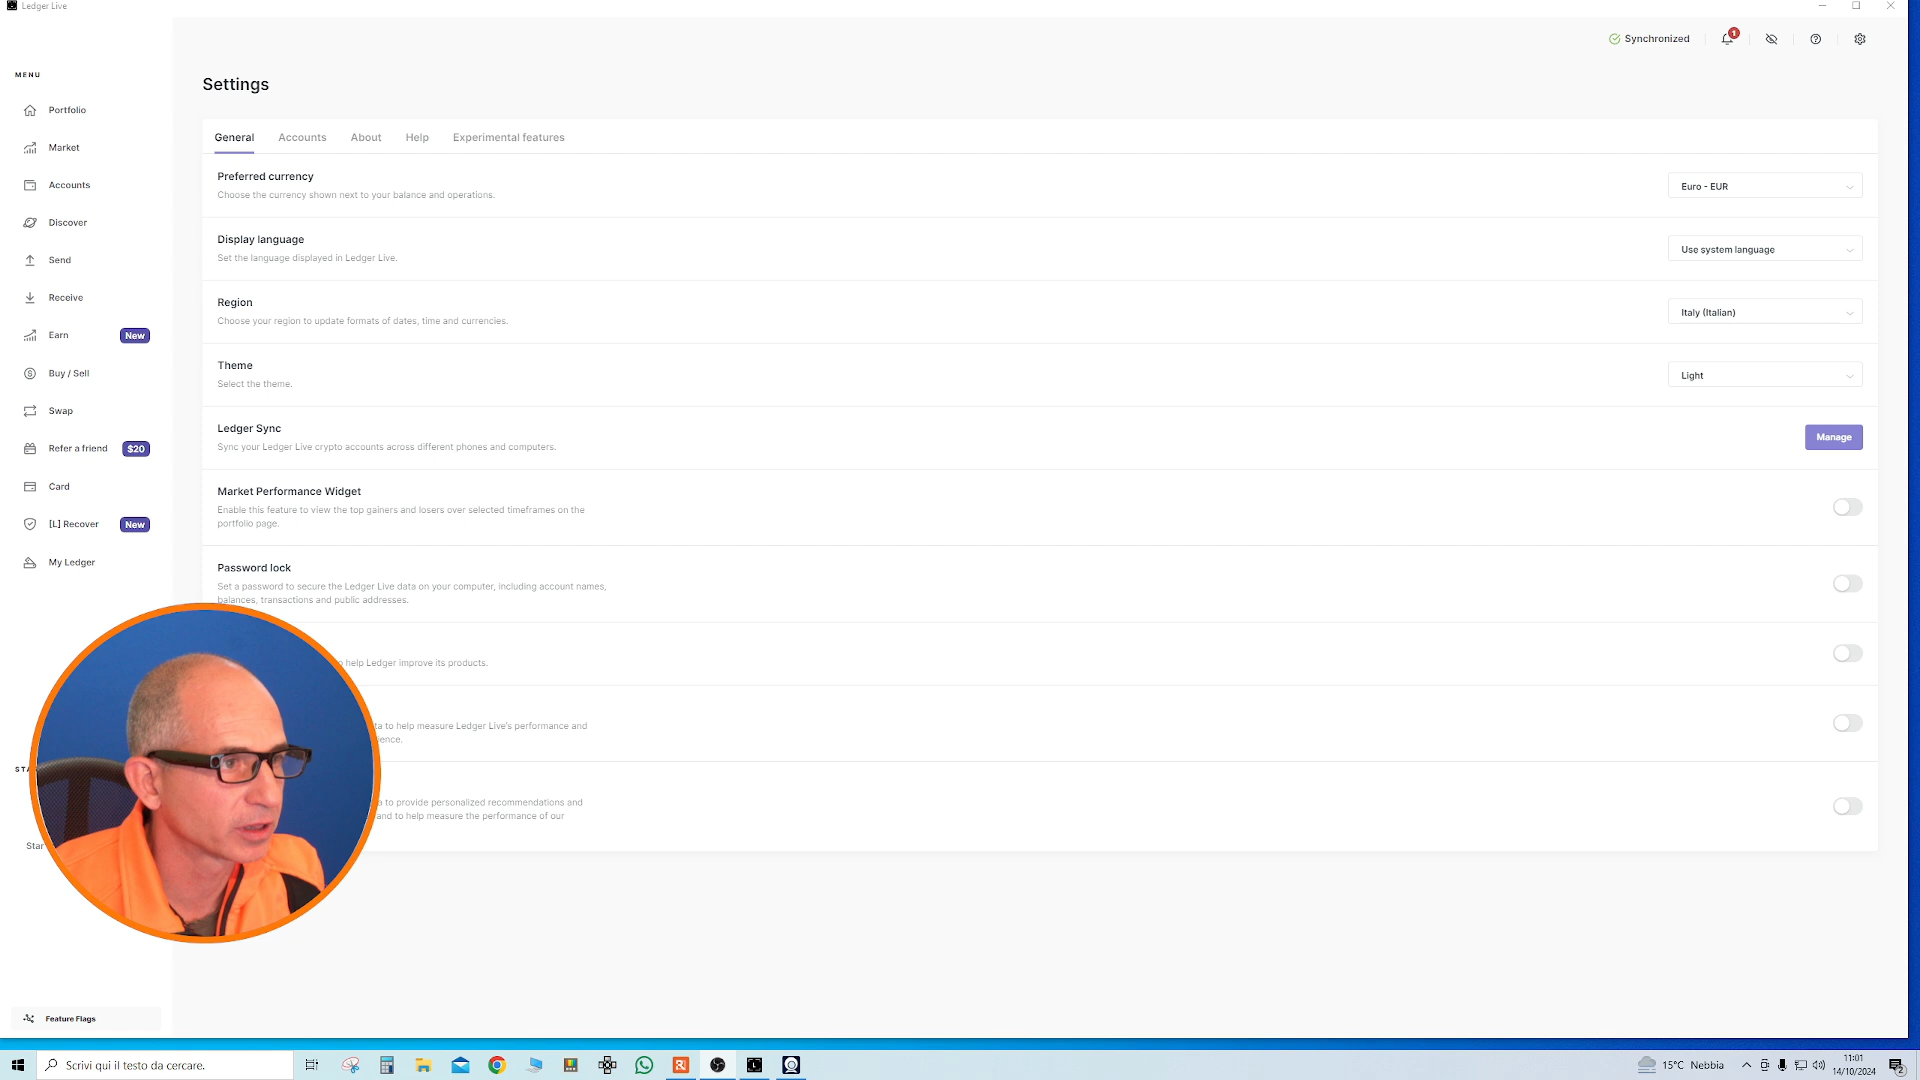 Ledger Live
Synchronized
1
MENU
Settings
Portfolio
Market
Accounts
Discover
Send
Receive
Earn
New
Buy / Sell
Swap
Refer a friend
$20
Card
[L] Recover
New
My Ledger
General
Accounts
About
Help
Experimental features
Preferred currency
Choose the currency shown next to your balance and operations.
Euro - EUR
Display language
Set the language displayed in Ledger Live.
Use system language
Region
Choose your region to update formats of dates, time and currencies.
Italy (Italian)
Theme
Select the theme.
Light
Ledger Sync
Sync your Ledger Live crypto accounts across different phones and computers.
Manage
Market Performance Widget
Enable this feature to view the top gainers and losers over selected timeframes on the
portfolio page.
Password lock
Set a password to secure the Ledger Live data on your computer, including account names,
balances, transactions and public addresses.
help Ledger improve its products.
to help measure Ledger Live's performance and
to provide personalized recommendations and
and to help measure the performance of our
Star
Feature Flags
Scrivi qui il testo da cercare.
15°C Nebbia
11:01
14/10/2024
2